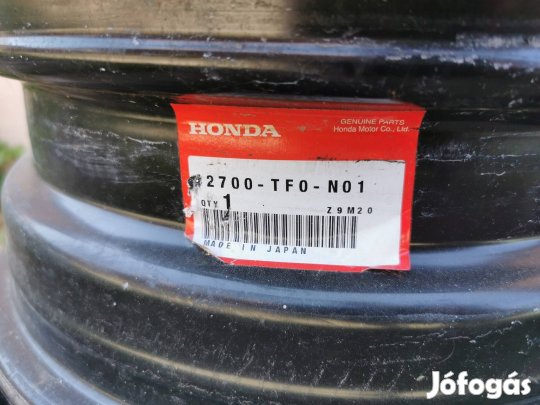 HONDA
GENUINE PARTS
Honda Motor Co., Ltd.
2700-TF0-N01
QTY 1
Z9M20
MADE IN JAPAN
Jófogás